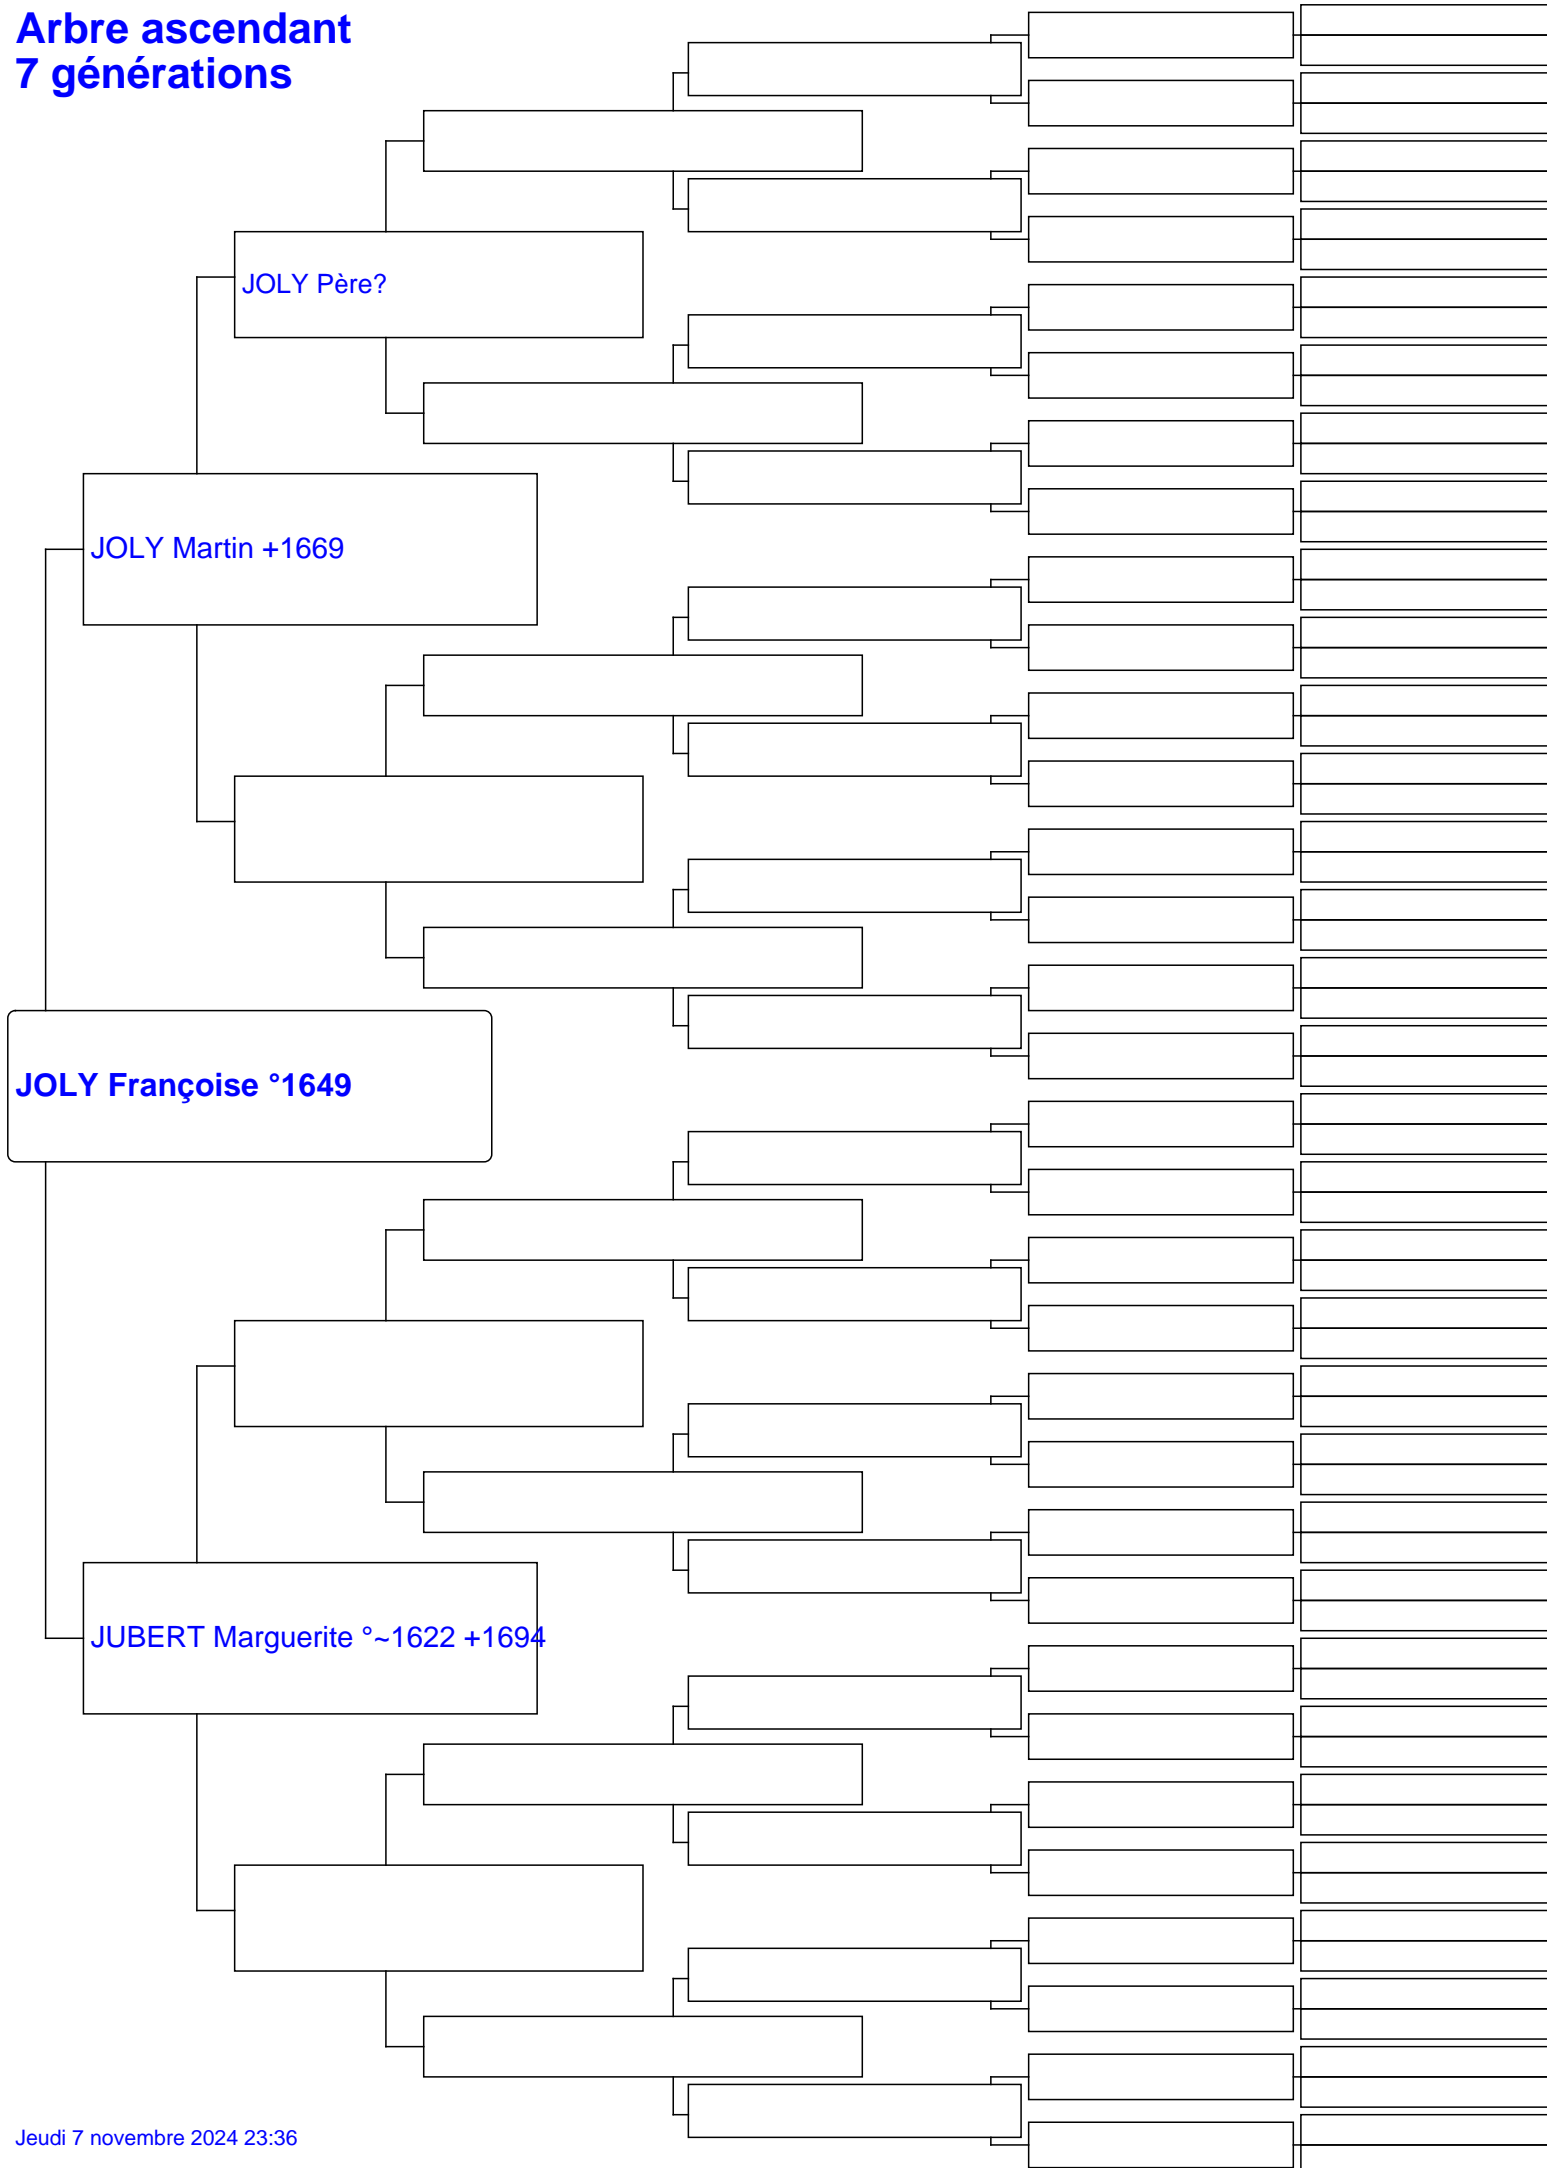 Arbre ascendant
7 générations
JOLY Père?
JOLY Martin +1669
JOLY Françoise °1649
JUBERT Marguerite °~1622 +1694
Jeudi 7 novembre 2024 23:36